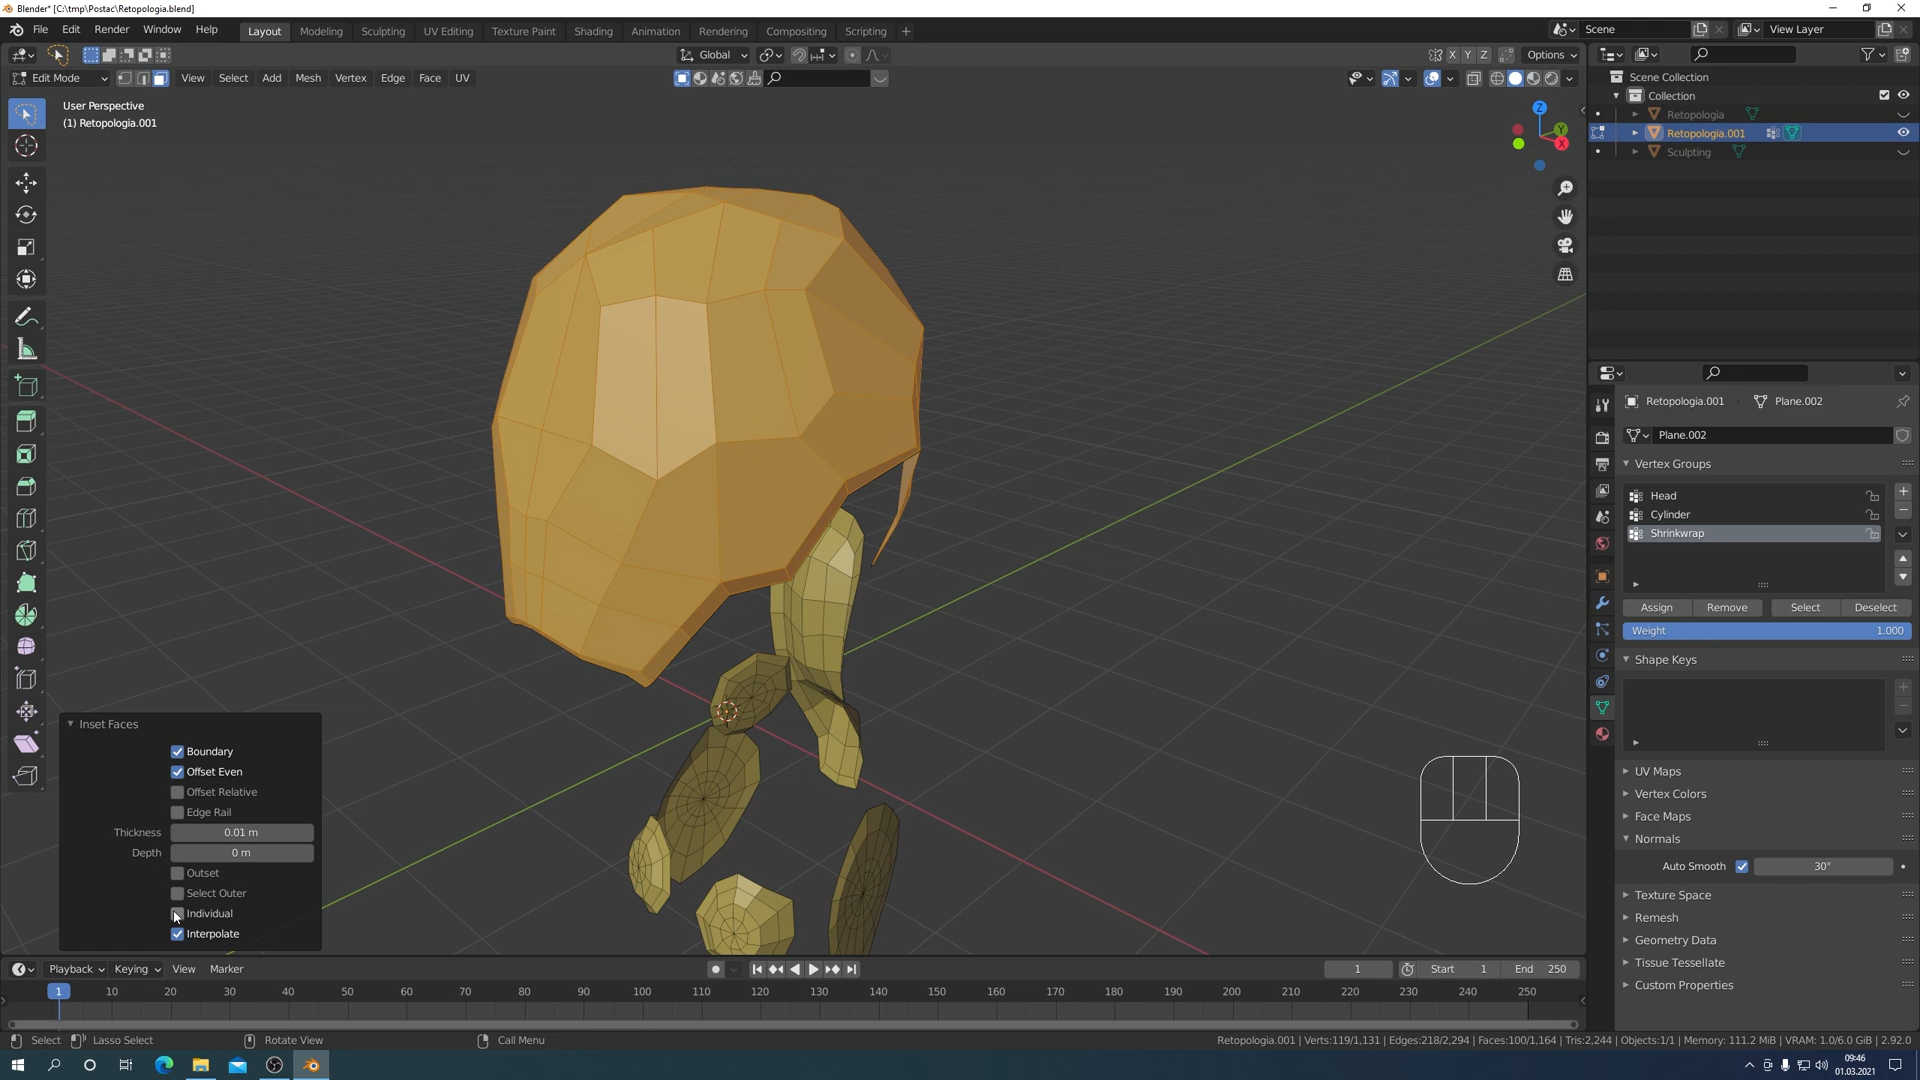 Blender* [C:\tmp\Postac\Retopologia.blend]
File Edit Render Window Help Layout Modeling Sculpting UV Editing Texture Paint Shading Animation Rendering Compositing Scripting + Scene View Layer
Global X Y Z Options
Edit Mode View Select Add Mesh Vertex Edge Face UV
User Perspective
(1) Retopologia.001
Z
Y
X
Scene Collection
Collection
Retopologia
Retopologia.001
Sculpting
Retopologia.001 Plane.002
Plane.002
Vertex Groups
Head
Cylinder
Shrinkwrap
Assign Remove Select Deselect
Weight 1.000
Shape Keys
UV Maps
Vertex Colors
Face Maps
Normals
Auto Smooth 30°
Texture Space
Remesh
Geometry Data
Tissue Tessellate
Custom Properties
Inset Faces
Boundary
Offset Even
Offset Relative
Edge Rail
Thickness 0.01 m
Depth 0 m
Outset
Select Outer
Individual
Interpolate
Playback Keying View Marker 1 Start 1 End 250
1 10 20 30 40 50 60 70 80 90 100 110 120 130 140 150 160 170 180 190 200 210 220 230 240 250
Select Lasso Select Rotate View Call Menu Retopologia.001 | Verts:119/1,131 | Edges:218/2,294 | Faces:100/1,164 | Tris:2,244 | Objects:1/1 | Memory: 111.2 MiB | VRAM: 1.0/6.0 GiB | 2.92.0
09:46
01.03.2021